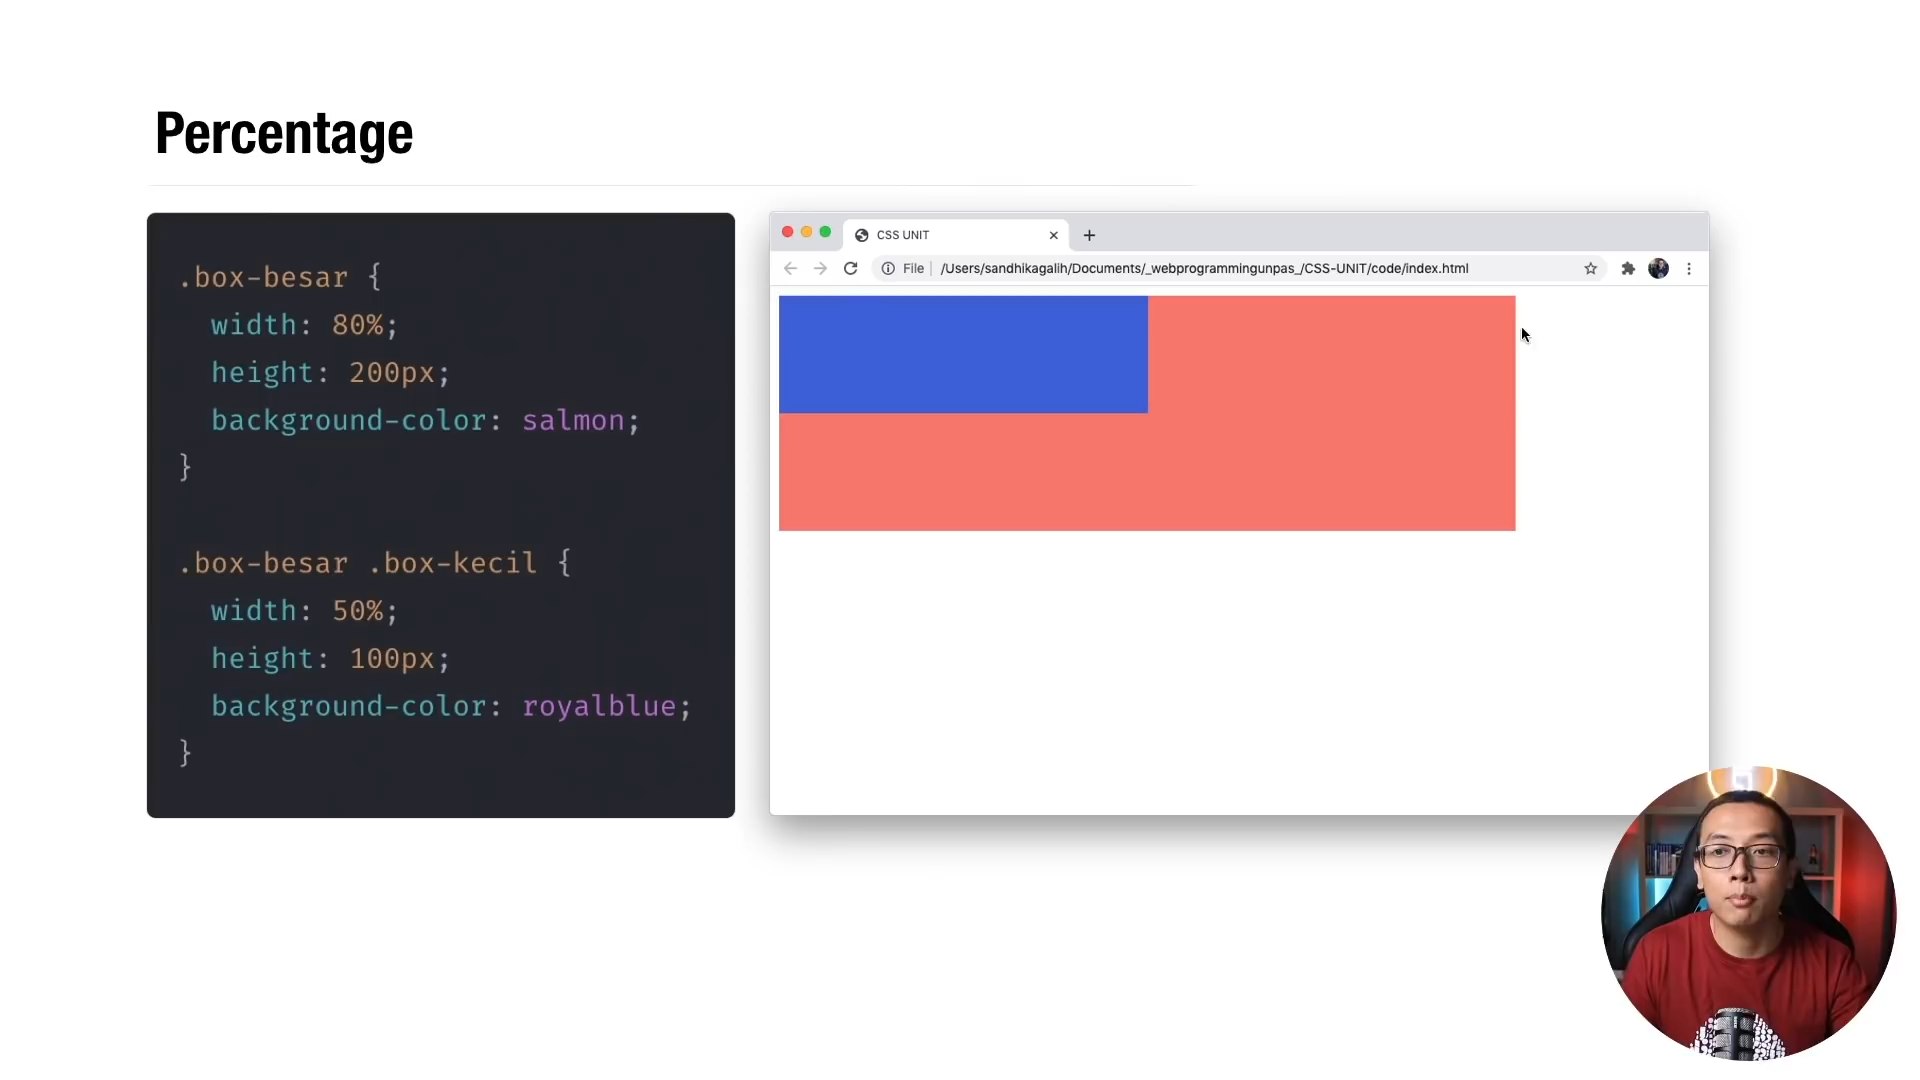 Percentage
.box-besar {
  width: 80%;
  height: 200px;
  background-color: salmon;
}
.box-besar .box-kecil {
  width: 50%;
  height: 100px;
  background-color: royalblue;
}
CSS UNIT
File /Users/sandhikagalih/Documents/_webprogrammingunpas_/CSS-UNIT/code/index.html